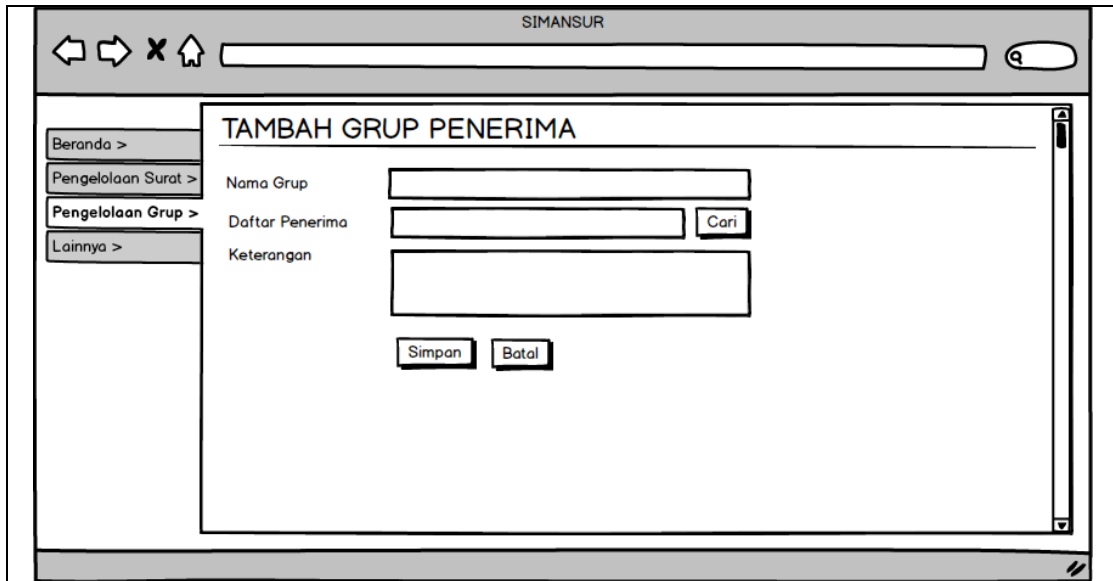 SIMANSUR
Beranda >
Pengelolaan Surat >
Pengelolaan Grup >
Lainnya >
TAMBAH GRUP PENERIMA
Nama Grup
Daftar Penerima
Cari
Keterangan
Simpan
Batal